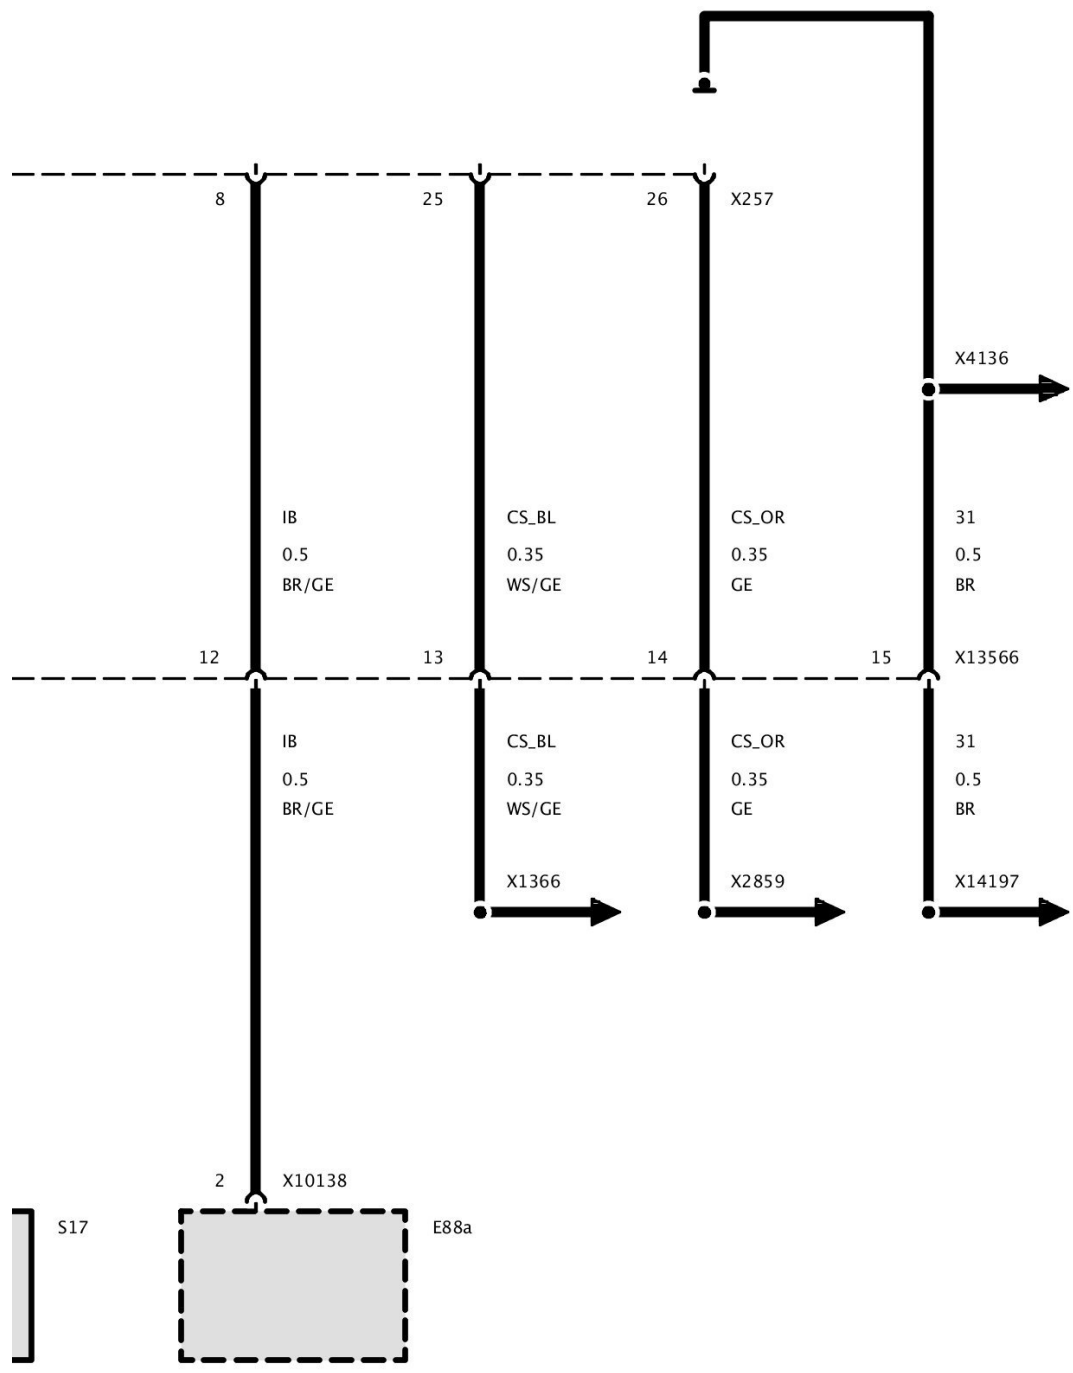 8
25
26
X257
X4136
IB
CS_BL
CS_OR
31
0.5
0.35
0.35
0.5
BR/GE
WS/GE
GE
BR
12
13
14
15
X13566
IB
CS_BL
CS_OR
31
0.5
0.35
0.35
0.5
BR/GE
WS/GE
GE
BR
X1366
X2859
X14197
2
X10138
S17
E88a